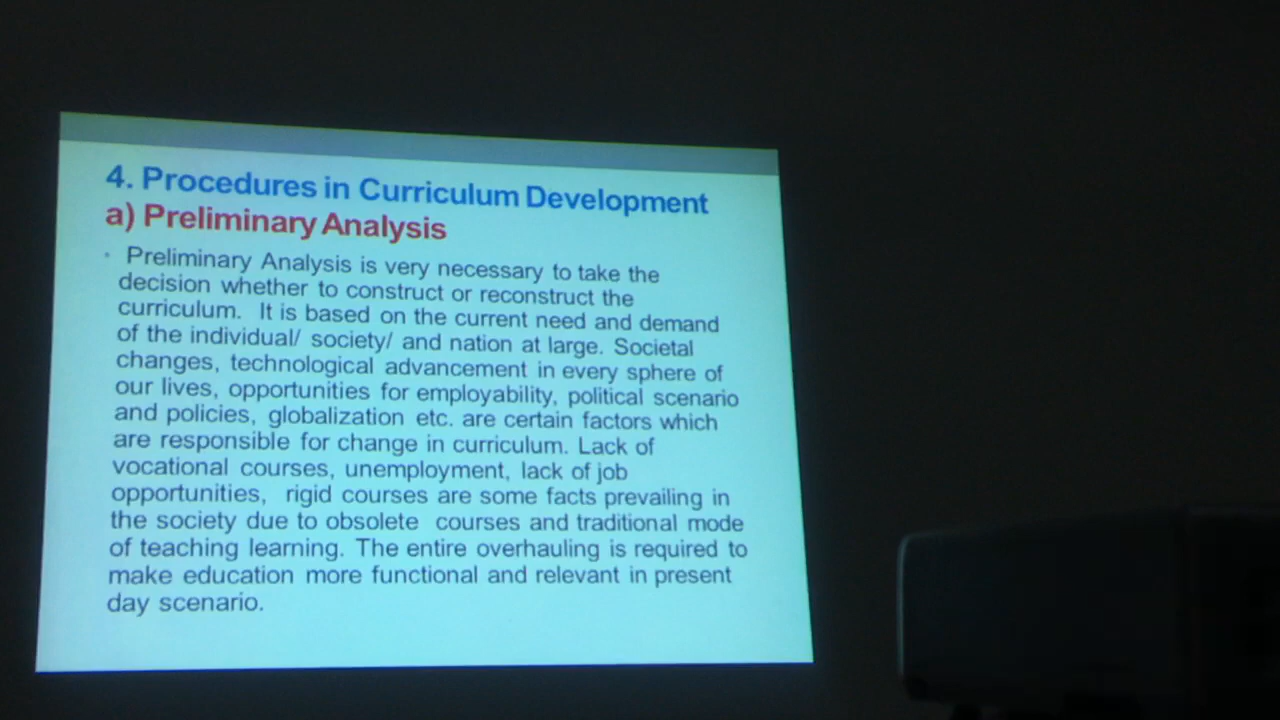 4. Procedures in Curriculum Development
a) Preliminary Analysis
• Preliminary Analysis is very necessary to take the
decision whether to construct or reconstruct the
curriculum. It is based on the current need and demand
of the individual/ society/ and nation at large. Societal
changes, technological advancement in every sphere of
our lives, opportunities for employability, political scenario
and policies, globalization etc. are certain factors which
are responsible for change in curriculum. Lack of
vocational courses, unemployment, lack of job
opportunities, rigid courses are some facts prevailing in
the society due to obsolete courses and traditional mode
of teaching learning. The entire overhauling is required to
make education more functional and relevant in present
day scenario.